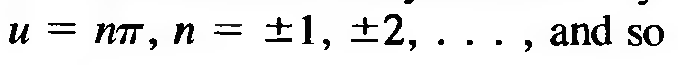 u = nπ, n = ±1, ±2, . . . , and so